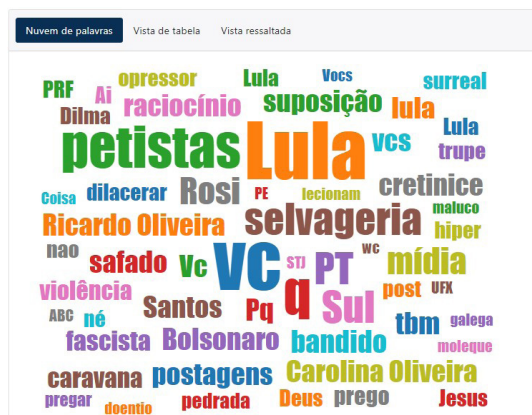 Nuvem de palavras Vista de tabela Vista ressaltada
PRF Ai opressor Lula Vocs surreal
Dilma raciocínio suposição lula Lula
petistas Lula vcs trupe
Coisa dilacerar Rosi PE lecionam cretinice maluco
Ricardo Oliveira selvageria hiper
nao safado Vc VC STJ PT wc mídia
violência q Sul post UFX
ABC né Santos Pq tbm galega
fascista Bolsonaro bandido moleque
caravana postagens Carolina Oliveira
pregar doentio pedrada Deus prego Jesus